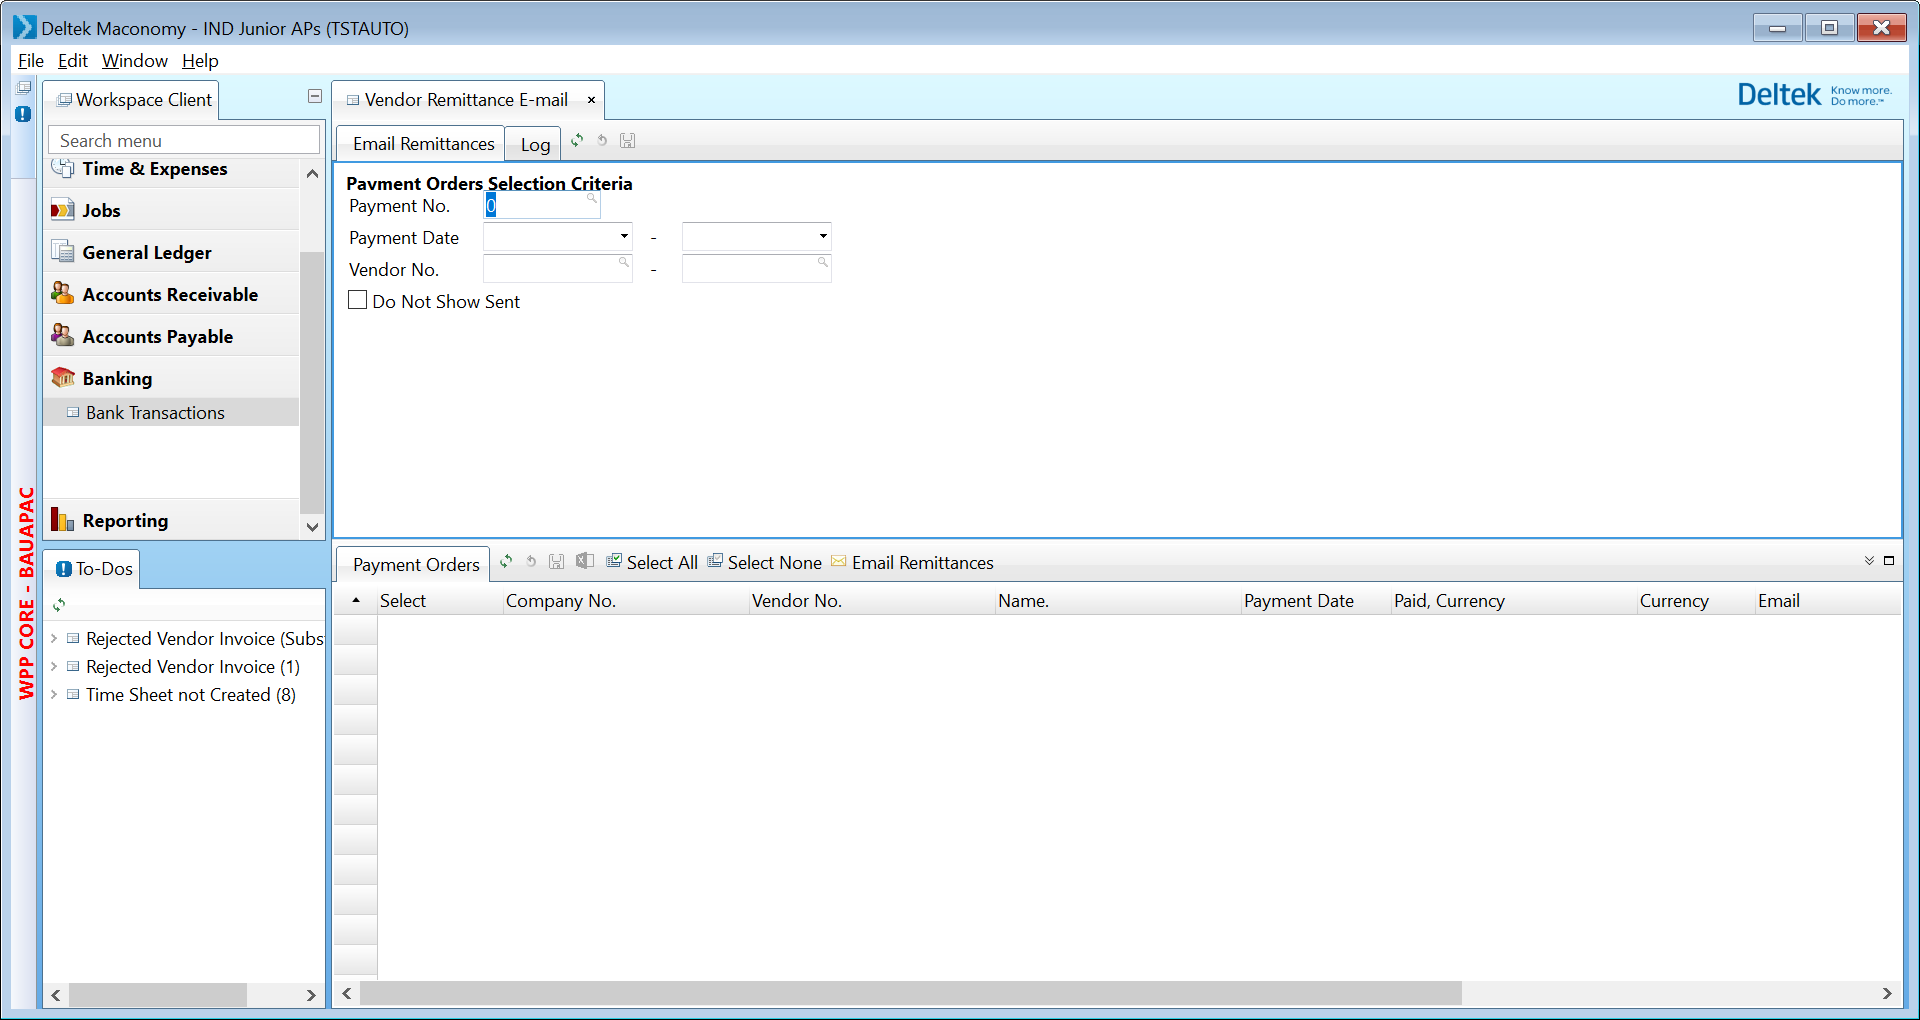 Deltek Maconomy - IND Junior APs (TSTAUTO)
File Edit Window Help
Workspace Client
Vendor Remittance E-mail
Deltek Know more.
Do more.™
Search menu
Email Remittances Log
Time & Expenses
Jobs
General Ledger
Accounts Receivable
Accounts Payable
Banking
Bank Transactions
Reporting
Payment Orders Selection Criteria
Payment No. 0
Payment Date -
Vendor No. -
Do Not Show Sent
WPP CORE - BAUAPAC
To-Dos
Rejected Vendor Invoice (Subs
Rejected Vendor Invoice (1)
Time Sheet not Created (8)
Payment Orders Select All Select None Email Remittances
Select Company No. Vendor No. Name. Payment Date Paid, Currency Currency Email